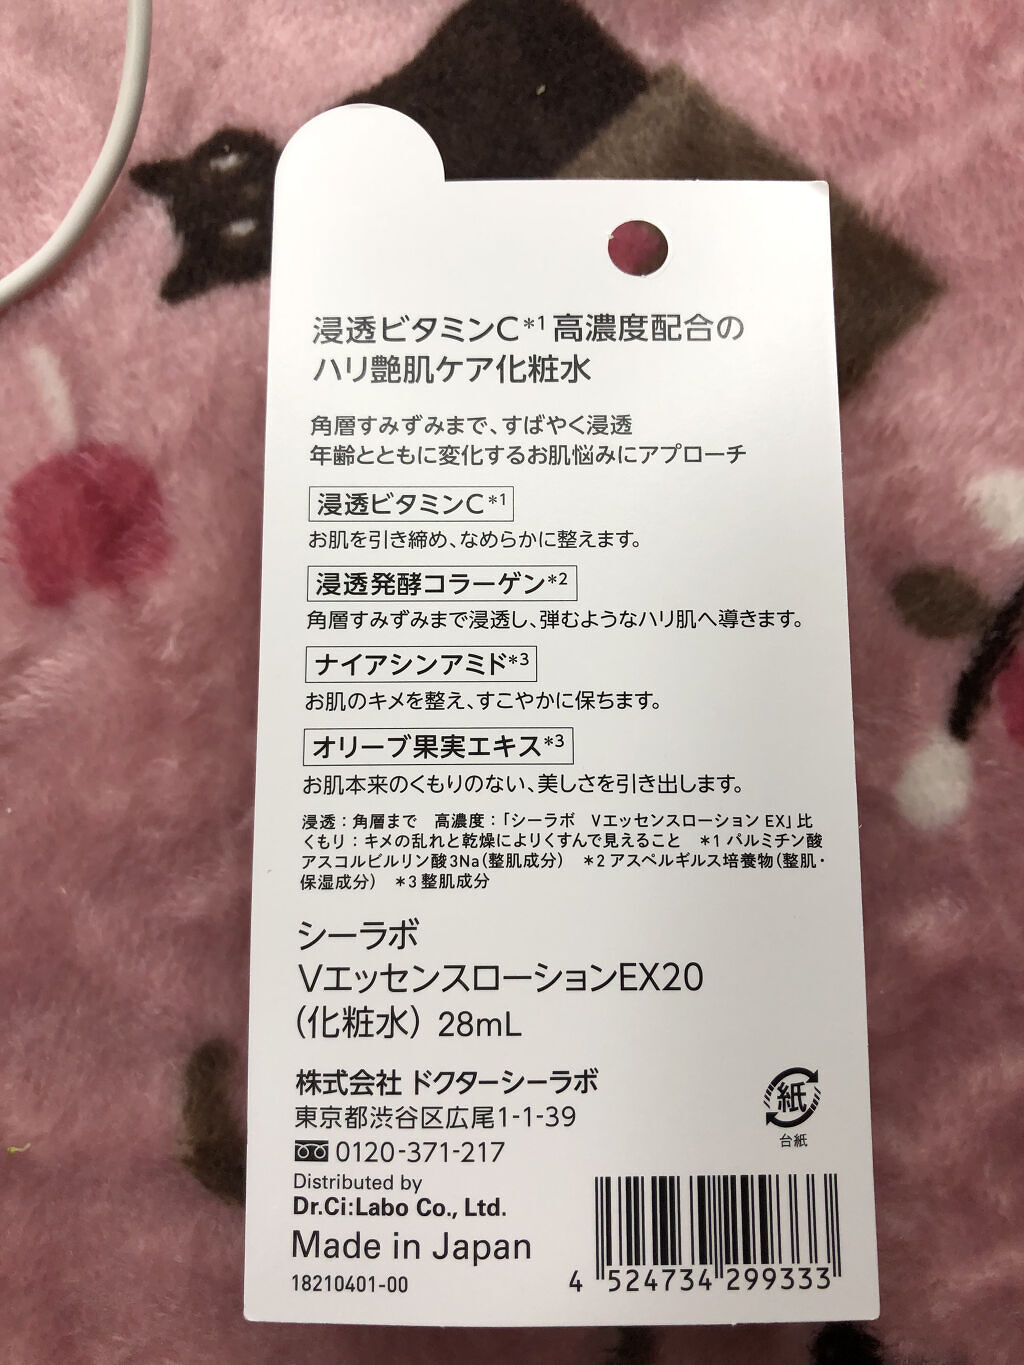 浸透ビタミンC*1高濃度配合の
ハリ艶肌ケア化粧水
角層すみずみまで、すばやく浸透
年齢とともに変化するお肌悩みにアプローチ
浸透ビタミンC*1
お肌を引き締め、なめらかに整えます。
浸透発酵コラーゲン*2
角層すみずみまで浸透し、弾むようなハリ肌へ導きます。
ナイアシンアミド*3
お肌のキメを整え、すこやかに保ちます。
オリーブ果実エキス*3
お肌本来のくもりのない、美しさを引き出します。
浸透：角層まで　高濃度：「シーラボ　Vエッセンスローション EX」比
くもり：キメの乱れと乾燥によりくすんで見えること　＊1 パルミチン酸
アスコルビルリン酸3Na（整肌成分）　＊2 アスペルギルス培養物（整肌・
保湿成分）　＊3 整肌成分
シーラボ
VエッセンスローションEX20
（化粧水）28mL
株式会社 ドクターシーラボ
東京都渋谷区広尾1-1-39
0120-371-217
Distributed by
Dr.Ci:Labo Co., Ltd.
Made in Japan
18210401-00
紙
台紙
4 524734 299333